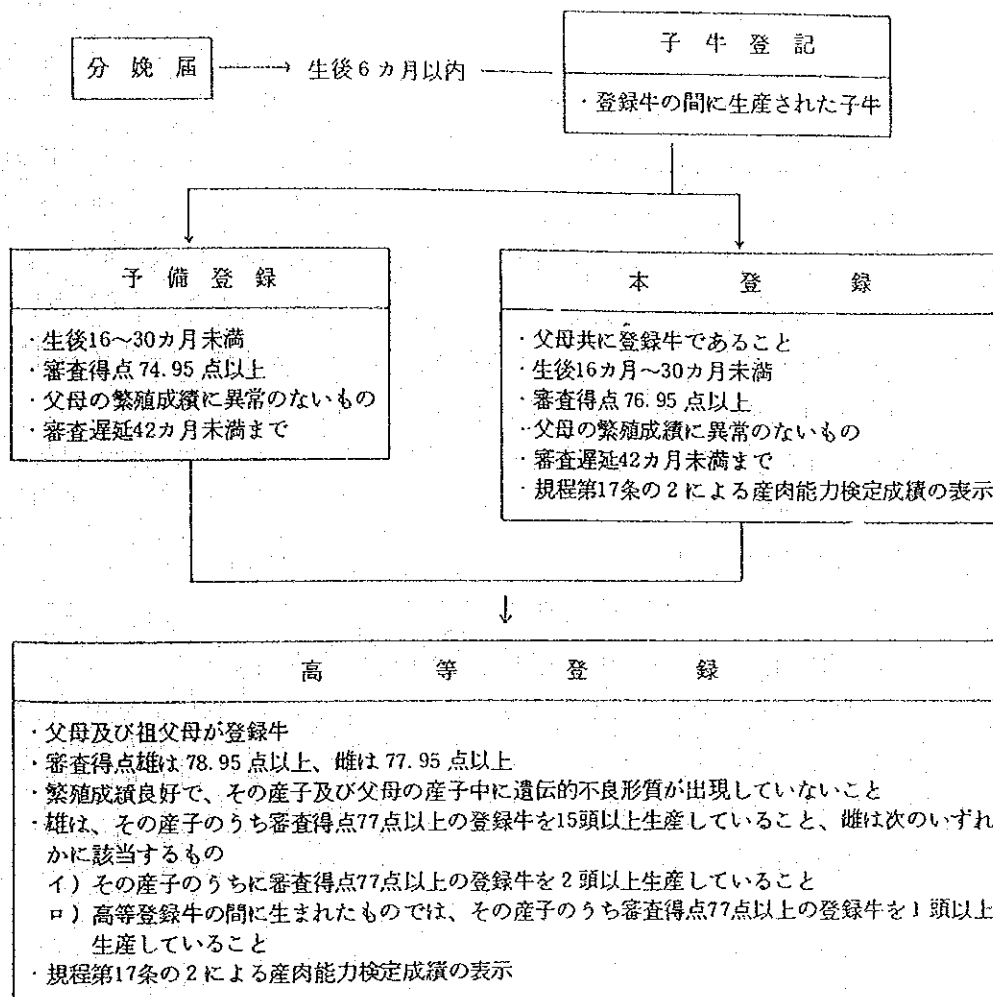 分娩届
生後6カ月以内
子牛登記
・登録牛の間に生産された子牛
予備登録
・生後16～30カ月未満
・審査得点74.95点以上
・父母の繁殖成績に異常のないもの
・審査遅延42カ月未満まで
本登録
・父母共に登録牛であること
・生後16カ月～30カ月未満
・審査得点76.95点以上
・父母の繁殖成績に異常のないもの
・審査遅延42カ月未満まで
・規程第17条の2による産肉能力検定成績の表示
高等登録
・父母及び祖父母が登録牛
・審査得点雄は78.95点以上、雌は77.95点以上
・繁殖成績良好で、その産子及び父母の産子中に遺伝的不良形質が出現していないこと
・雄は、その産子のうち審査得点77点以上の登録牛を15頭以上生産していること、雌は次のいずれ
かに該当するもの
イ）その産子のうちに審査得点77点以上の登録牛を2頭以上生産していること
ロ）高等登録牛の間に生まれたものでは、その産子のうち審査得点77点以上の登録牛を1頭以上
生産していること
・規程第17条の2による産肉能力検定成績の表示